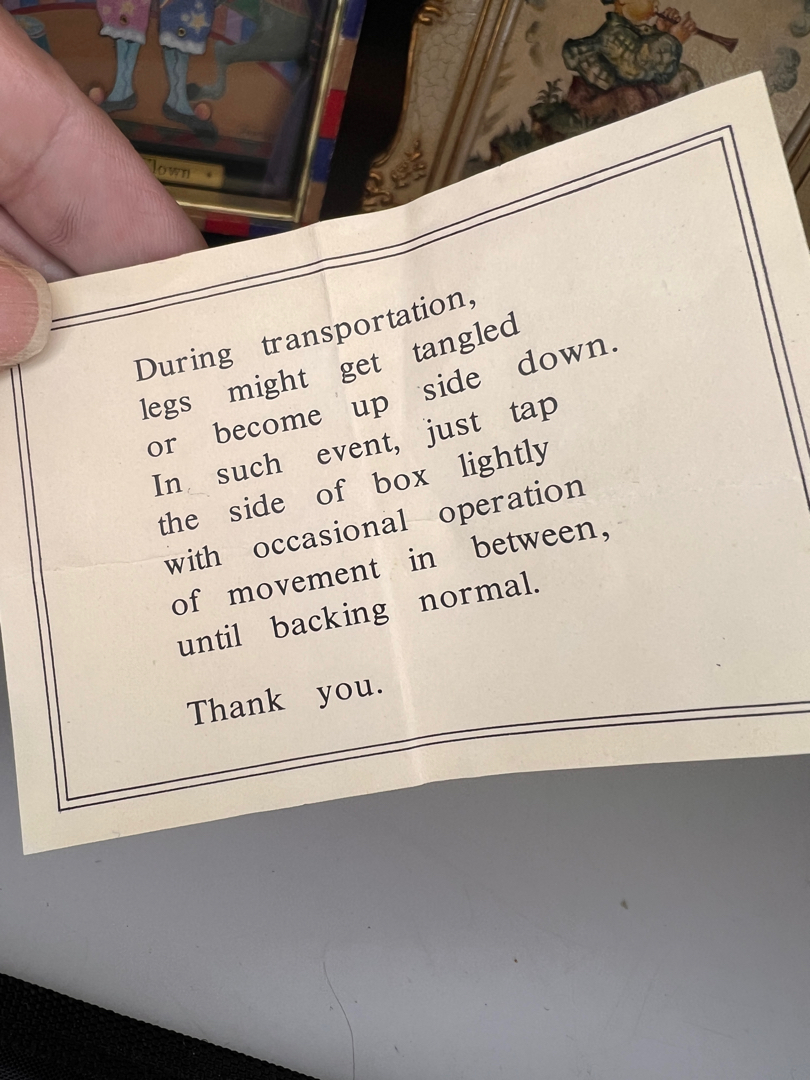 During transportation,
legs might get tangled
or become up side down.
In such event, just tap
the side of box lightly
with occasional operation
of movement in between,
until backing normal.
Thank you.